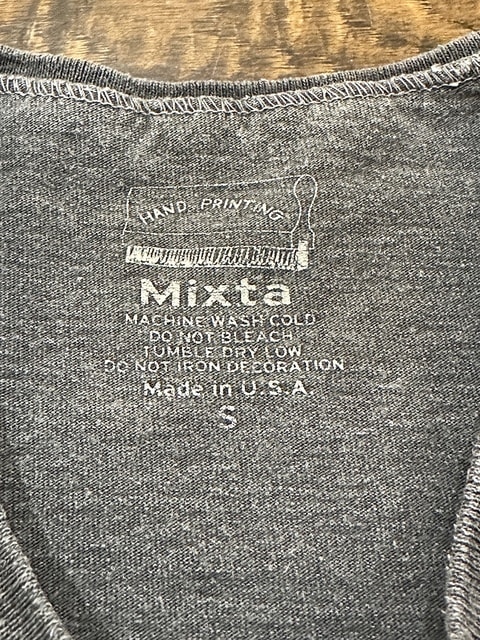 HAND PRINTING
Mixta
MACHINE WASH COLD
DO NOT BLEACH
TUMBLE DRY LOW
DO NOT IRON DECORATION
Made in U.S.A.
S